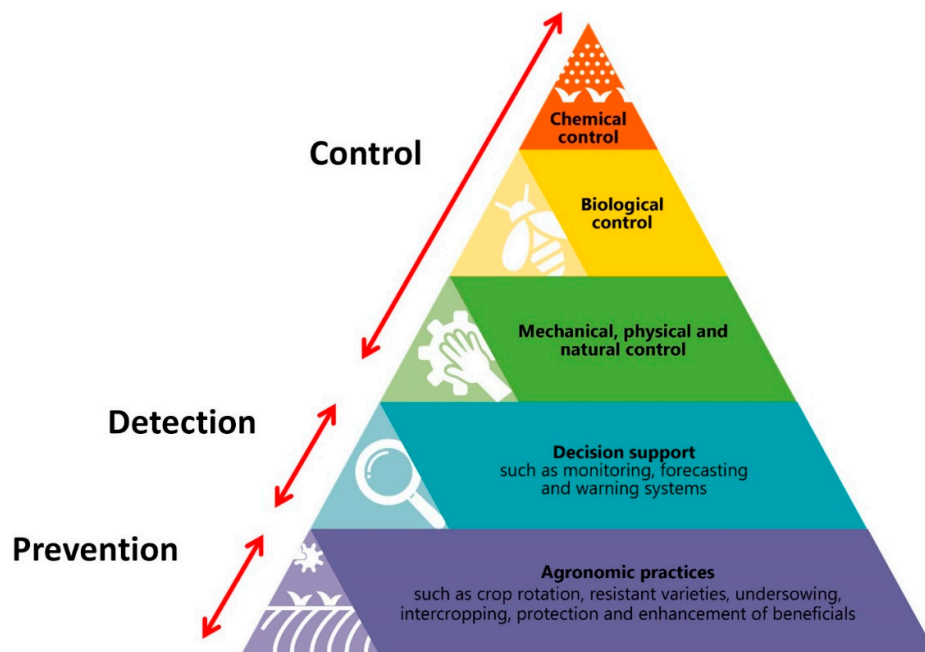 Control
Chemical
control
Biological
control
Mechanical, physical and
natural control
Detection
Decision support
such as monitoring, forecasting
and warning systems
Prevention
Agronomic practices
such as crop rotation, resistant varieties, undersowing,
intercropping, protection and enhancement of beneficials